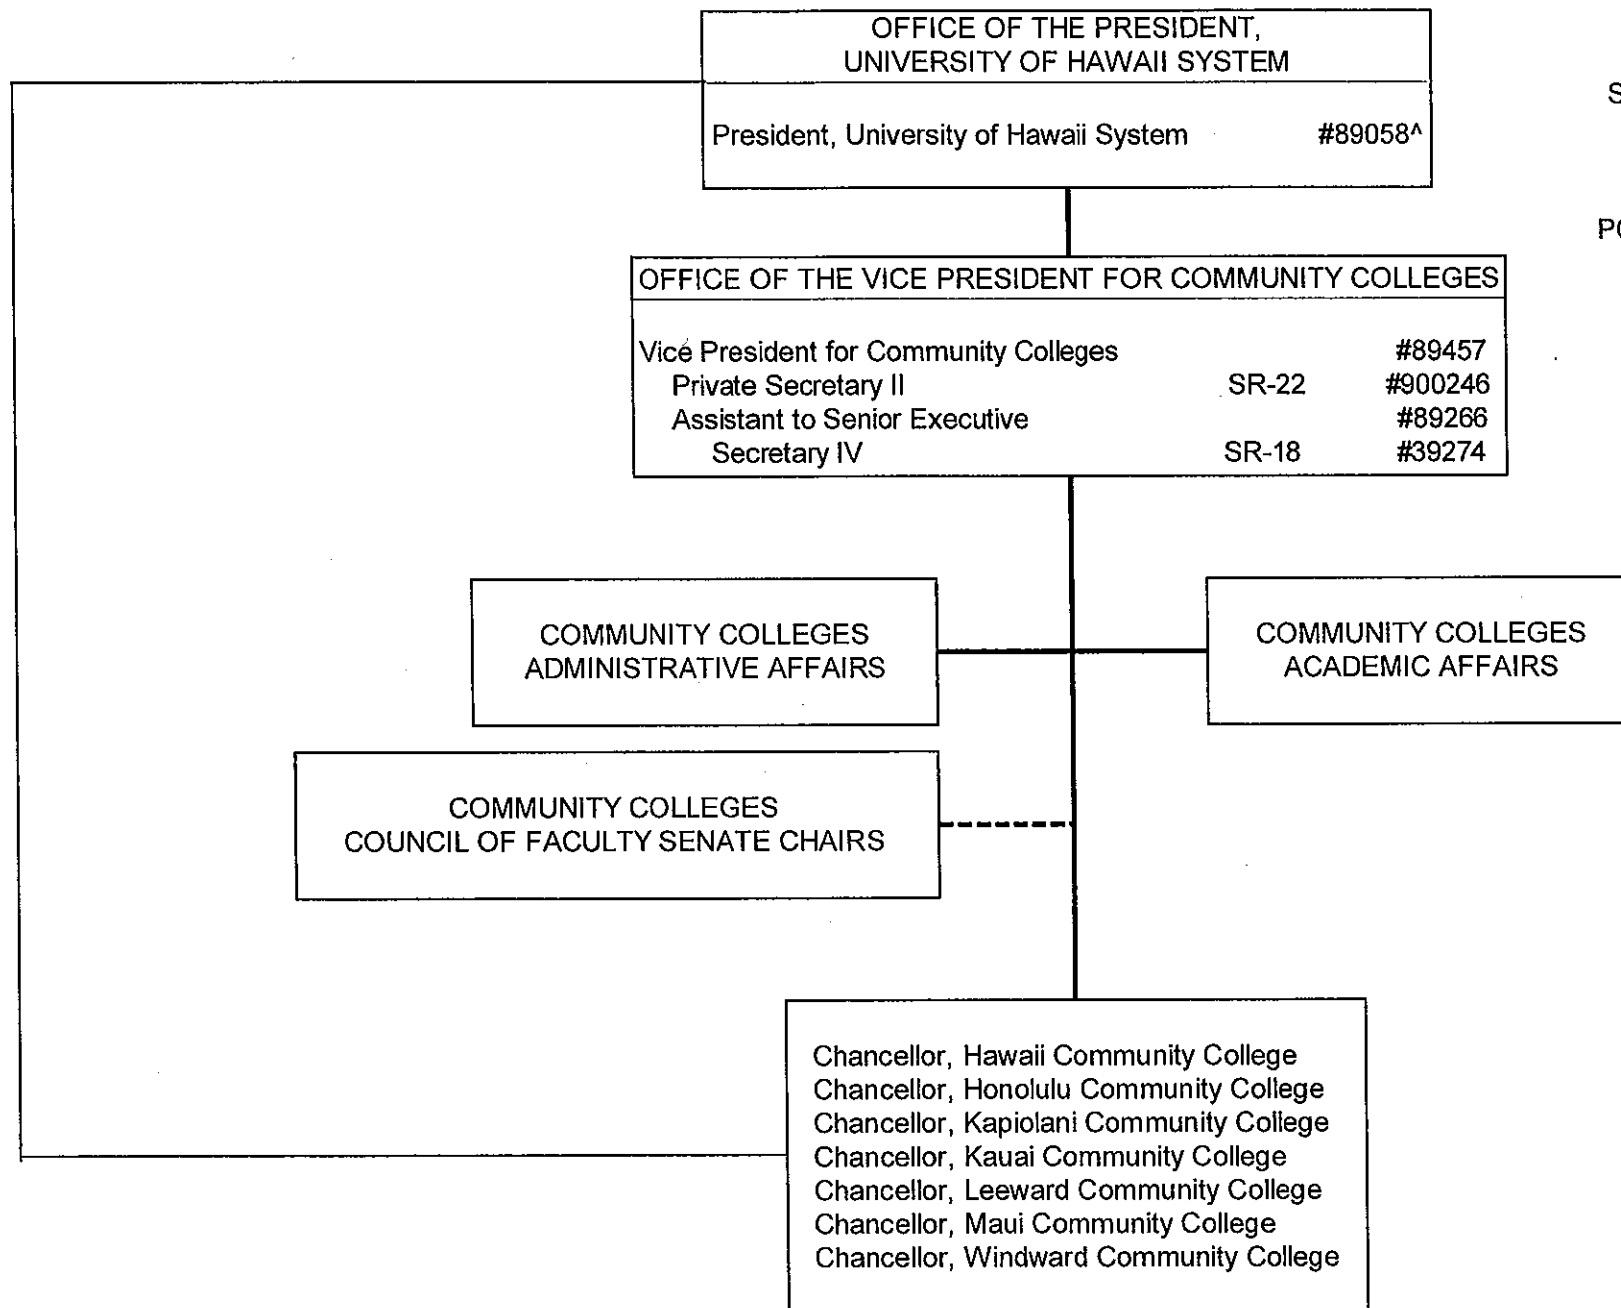 OFFICE OF THE PRESIDENT,
UNIVERSITY OF HAWAII SYSTEM
President, University of Hawaii System #89058^
OFFICE OF THE VICE PRESIDENT FOR COMMUNITY COLLEGES
Vice President for Community Colleges #89457
Private Secretary II SR-22 #900246
Assistant to Senior Executive #89266
Secretary IV SR-18 #39274
COMMUNITY COLLEGES
ADMINISTRATIVE AFFAIRS
COMMUNITY COLLEGES
ACADEMIC AFFAIRS
COMMUNITY COLLEGES
COUNCIL OF FACULTY SENATE CHAIRS
Chancellor, Hawaii Community College
Chancellor, Honolulu Community College
Chancellor, Kapiolani Community College
Chancellor, Kauai Community College
Chancellor, Leeward Community College
Chancellor, Maui Community College
Chancellor, Windward Community College